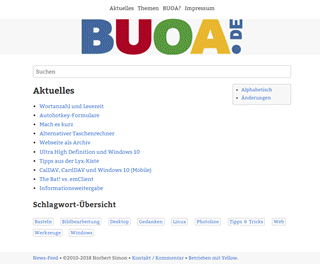 Aktuelles Themen BUOA? Impressum
BUOA.DE
Suchen
Aktuelles
Wortanzahl und Lesezeit
Autohotkey-Formulare
Mach es kurz
Alternativer Taschenrechner
Webseite als Archiv
Ultra High Definition und Windows 10
Tipps aus der Lyx-Kiste
CalDAV, CardDAV und Windows 10 (Mobile)
The Bat! vs. emClient
Informationsweitergabe
Alphabetisch
Änderungen
Schlagwort-Übersicht
Basteln Bildbearbeitung Desktop Gedanken Linux Photoline Tipps & Tricks Web
Werkzeuge Windows
News-Feed • ©2010-2018 Norbert Simon • Kontakt / Kommentar • Betrieben mit Yellow.